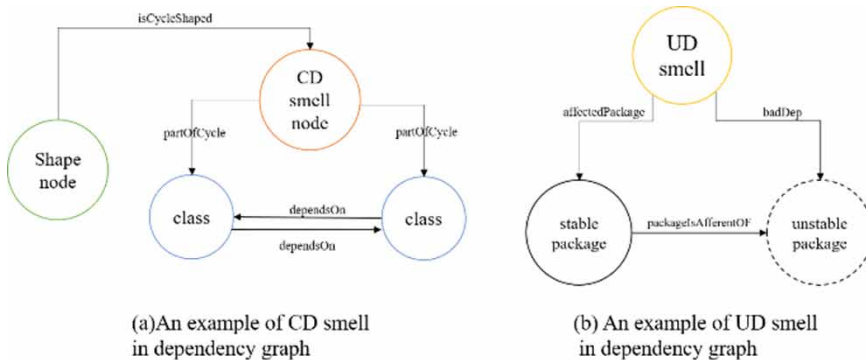 isCycleShaped
CD
smell
node
partOfCycle
partOfCycle
Shape
node
class
dependsOn
class
dependsOn
(a)An example of CD smell
in dependency graph
UD
smell
affectedPackage
badDep
stable
package
packageIsAfferentOF
unstable
package
(b) An example of UD smell
in dependency graph